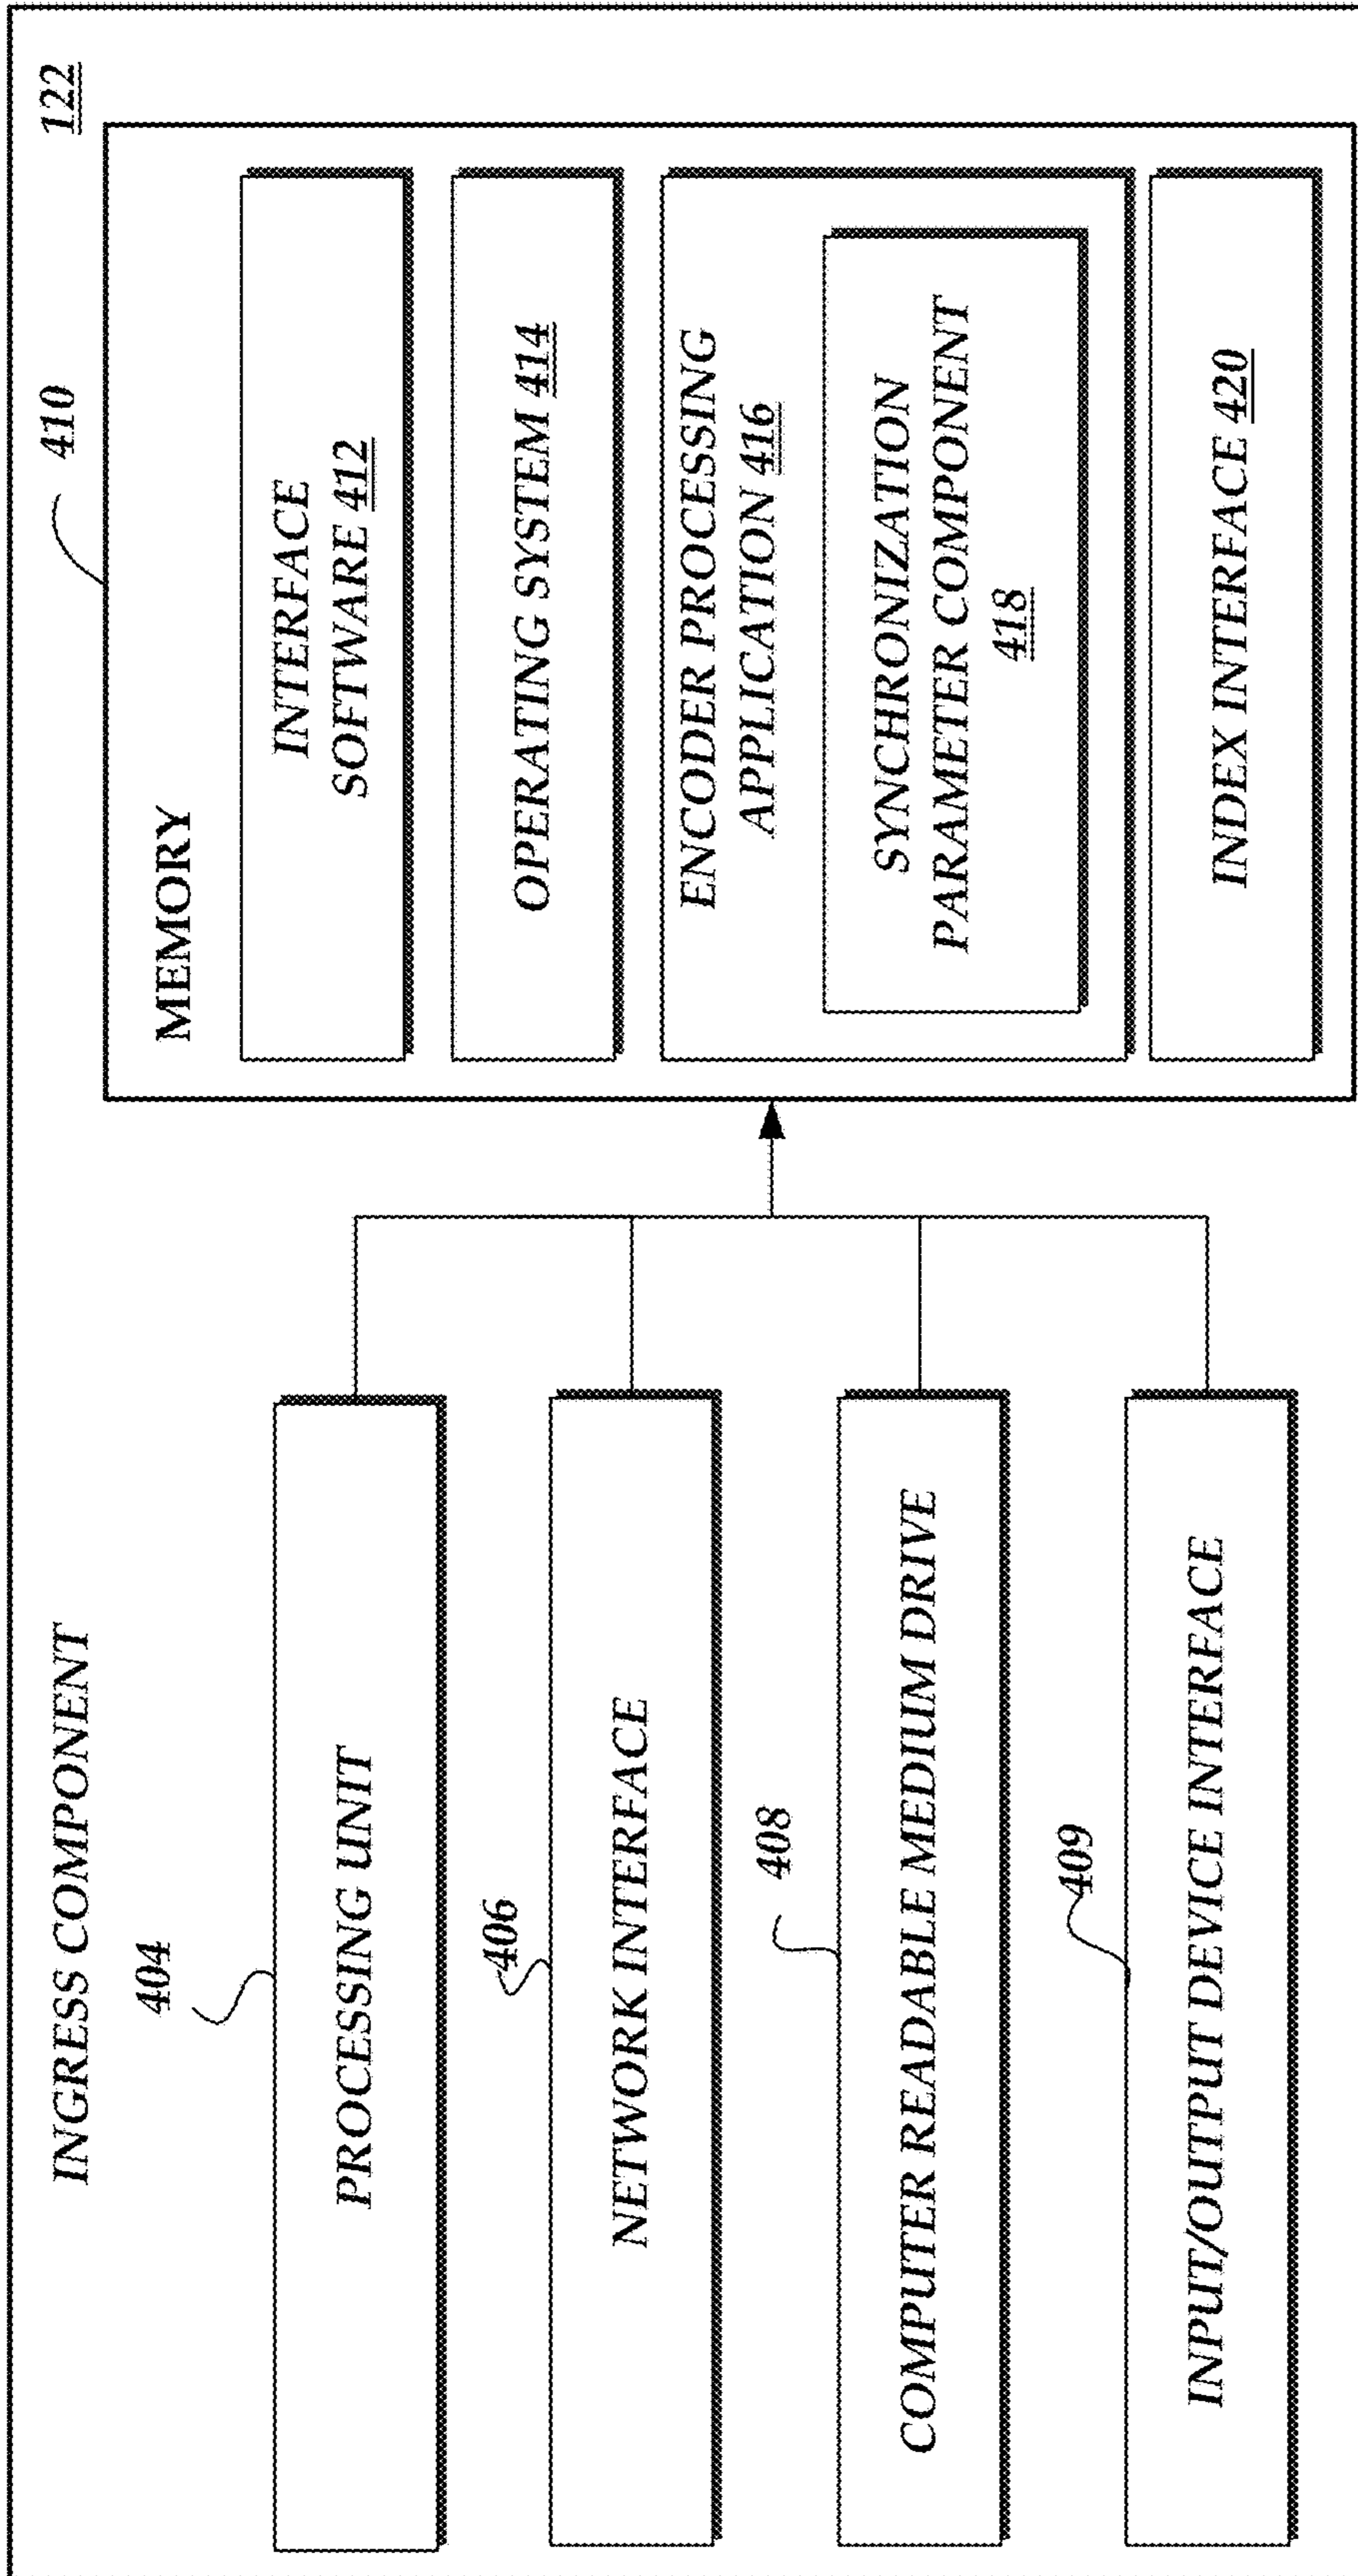 INGRESS COMPONENT
122
404
PROCESSING UNIT
406
NETWORK INTERFACE
408
COMPUTER READABLE MEDIUM DRIVE
409
INPUT/OUTPUT DEVICE INTERFACE
410
MEMORY
INTERFACE
SOFTWARE 412
OPERATING SYSTEM 414
ENCODER PROCESSING
APPLICATION 416
SYNCHRONIZATION
PARAMETER COMPONENT
418
INDEX INTERFACE 420